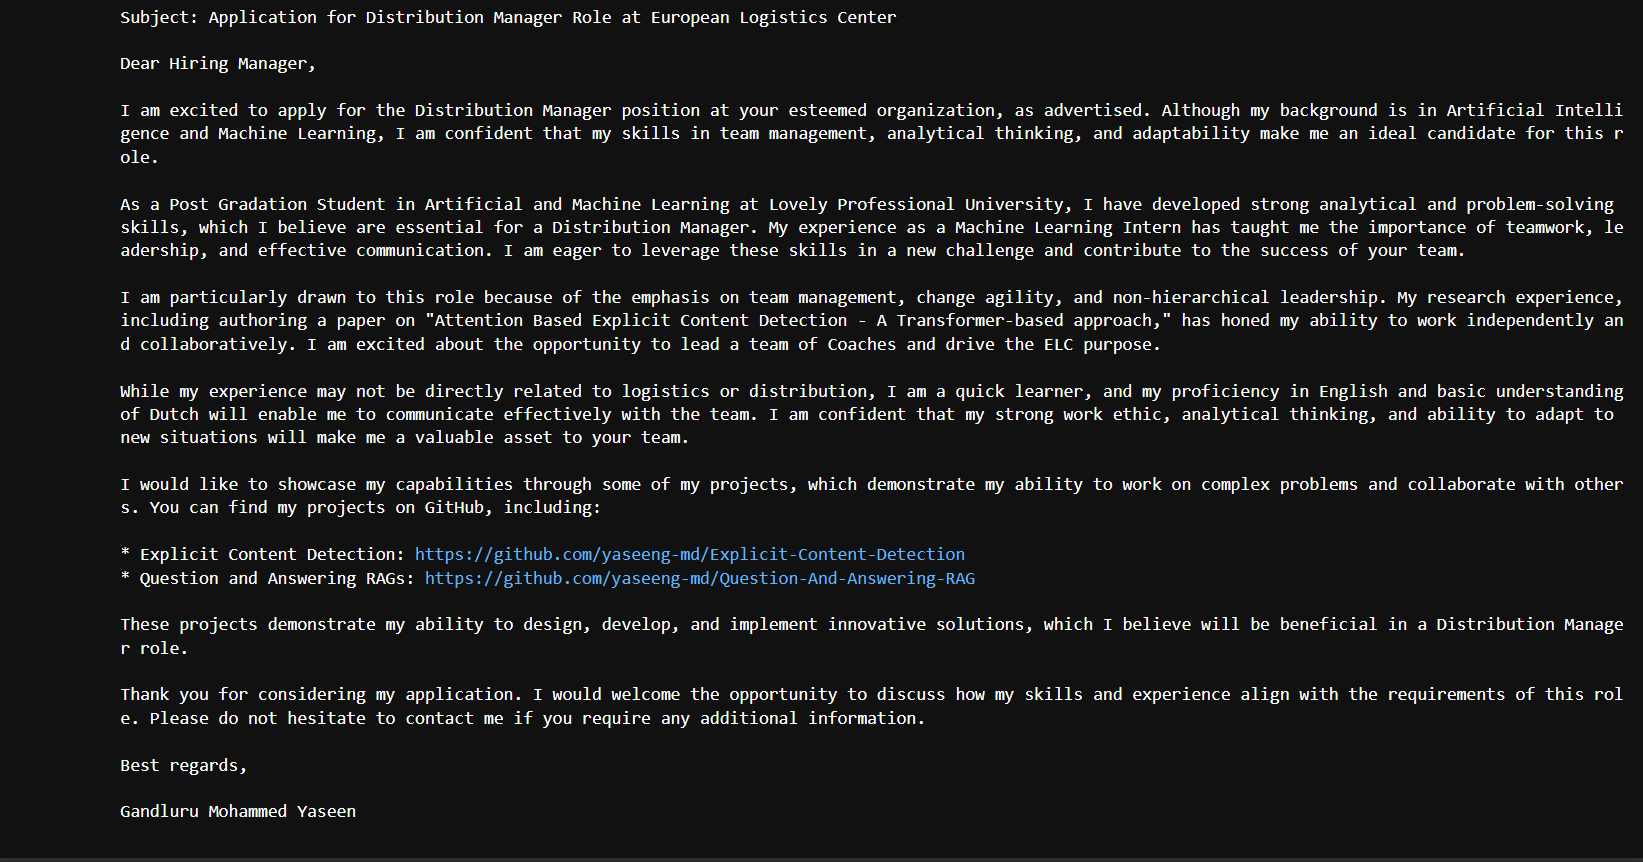 Subject: Application for Distribution Manager Role at European Logistics Center
Dear Hiring Manager,
I am excited to apply for the Distribution Manager position at your esteemed organization, as advertised. Although my background is in Artificial Intelli
gence and Machine Learning, I am confident that my skills in team management, analytical thinking, and adaptability make me an ideal candidate for this r
ole.
As a Post Gradation Student in Artificial and Machine Learning at Lovely Professional University, I have developed strong analytical and problem-solving
skills, which I believe are essential for a Distribution Manager. My experience as a Machine Learning Intern has taught me the importance of teamwork, le
adership, and effective communication. I am eager to leverage these skills in a new challenge and contribute to the success of your team.
I am particularly drawn to this role because of the emphasis on team management, change agility, and non-hierarchical leadership. My research experience,
including authoring a paper on "Attention Based Explicit Content Detection - A Transformer-based approach," has honed my ability to work independently an
d collaboratively. I am excited about the opportunity to lead a team of Coaches and drive the ELC purpose.
While my experience may not be directly related to logistics or distribution, I am a quick learner, and my proficiency in English and basic understanding
of Dutch will enable me to communicate effectively with the team. I am confident that my strong work ethic, analytical thinking, and ability to adapt to
new situations will make me a valuable asset to your team.
I would like to showcase my capabilities through some of my projects, which demonstrate my ability to work on complex problems and collaborate with other
s. You can find my projects on GitHub, including:
* Explicit Content Detection: https://github.com/yaseeng-md/Explicit-Content-Detection
* Question and Answering RAGs: https://github.com/yaseeng-md/Question-And-Answering-RAG
These projects demonstrate my ability to design, develop, and implement innovative solutions, which I believe will be beneficial in a Distribution Manage
r role.
Thank you for considering my application. I would welcome the opportunity to discuss how my skills and experience align with the requirements of this rol
e. Please do not hesitate to contact me if you require any additional information.
Best regards,
Gandluru Mohammed Yaseen